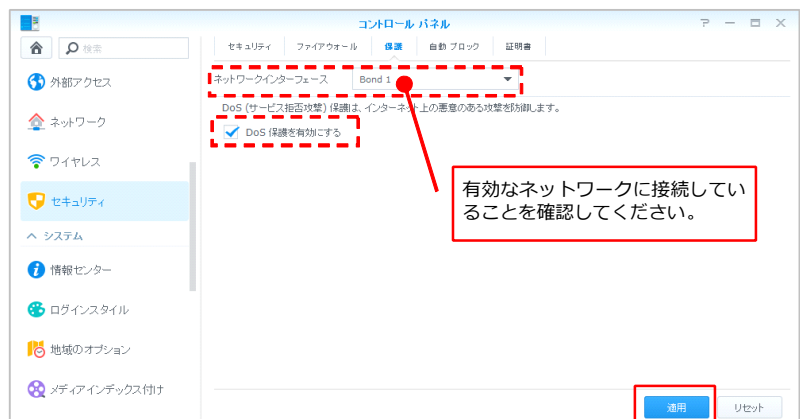 コントロール パネル
検索
セキュリティ ファイアウォール 保護 自動 ブロック 証明書
外部アクセス
ネットワーク
ワイヤレス
セキュリティ
システム
情報センター
ログインスタイル
地域のオプション
メディアインデックス付け
ネットワークインターフェース Bond 1
DoS (サービス拒否攻撃) 保護は、インターネット上の悪意のある攻撃を防御します。
DoS 保護を有効にする
有効なネットワークに接続してい
ることを確認してください。
適用 リセット